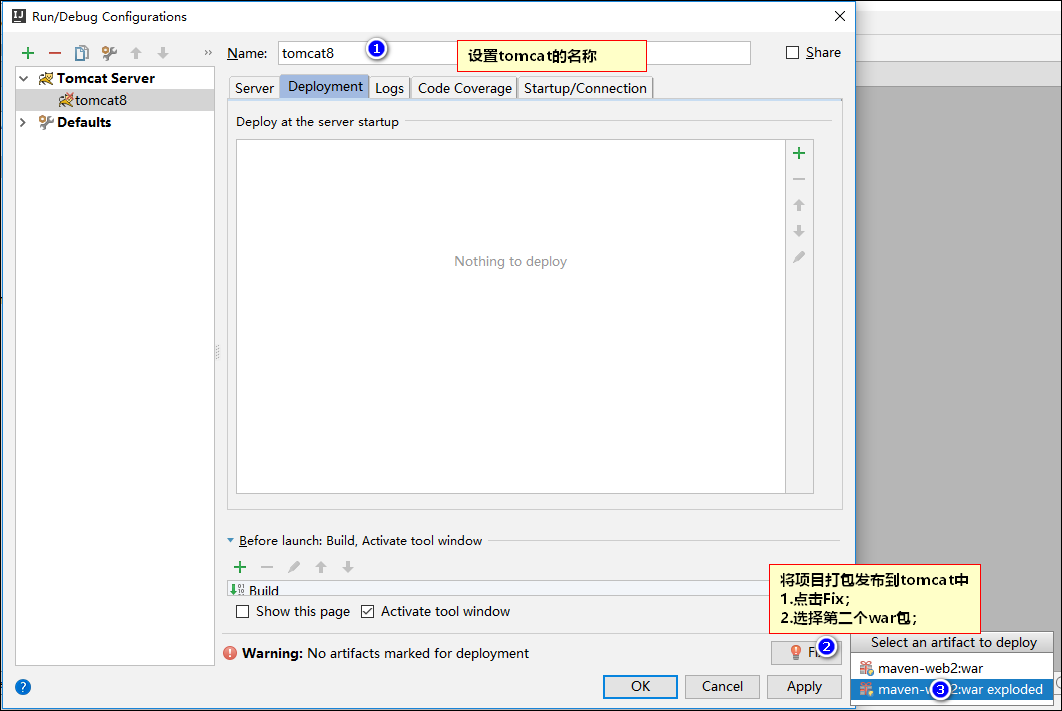 Run/Debug Configurations
Name: tomcat8
1
设置tomcat的名称
Share
Tomcat Server
tomcat8
Defaults
Server Deployment Logs Code Coverage Startup/Connection
Deploy at the server startup
Nothing to deploy
Before launch: Build, Activate tool window
Build
Show this page Activate tool window
将项目打包发布到tomcat中
1.点击Fix;
2.选择第二个war包;
Warning: No artifacts marked for deployment
2
Select an artifact to deploy
maven-web2:war
maven-w 3 2:war exploded
OK Cancel Apply